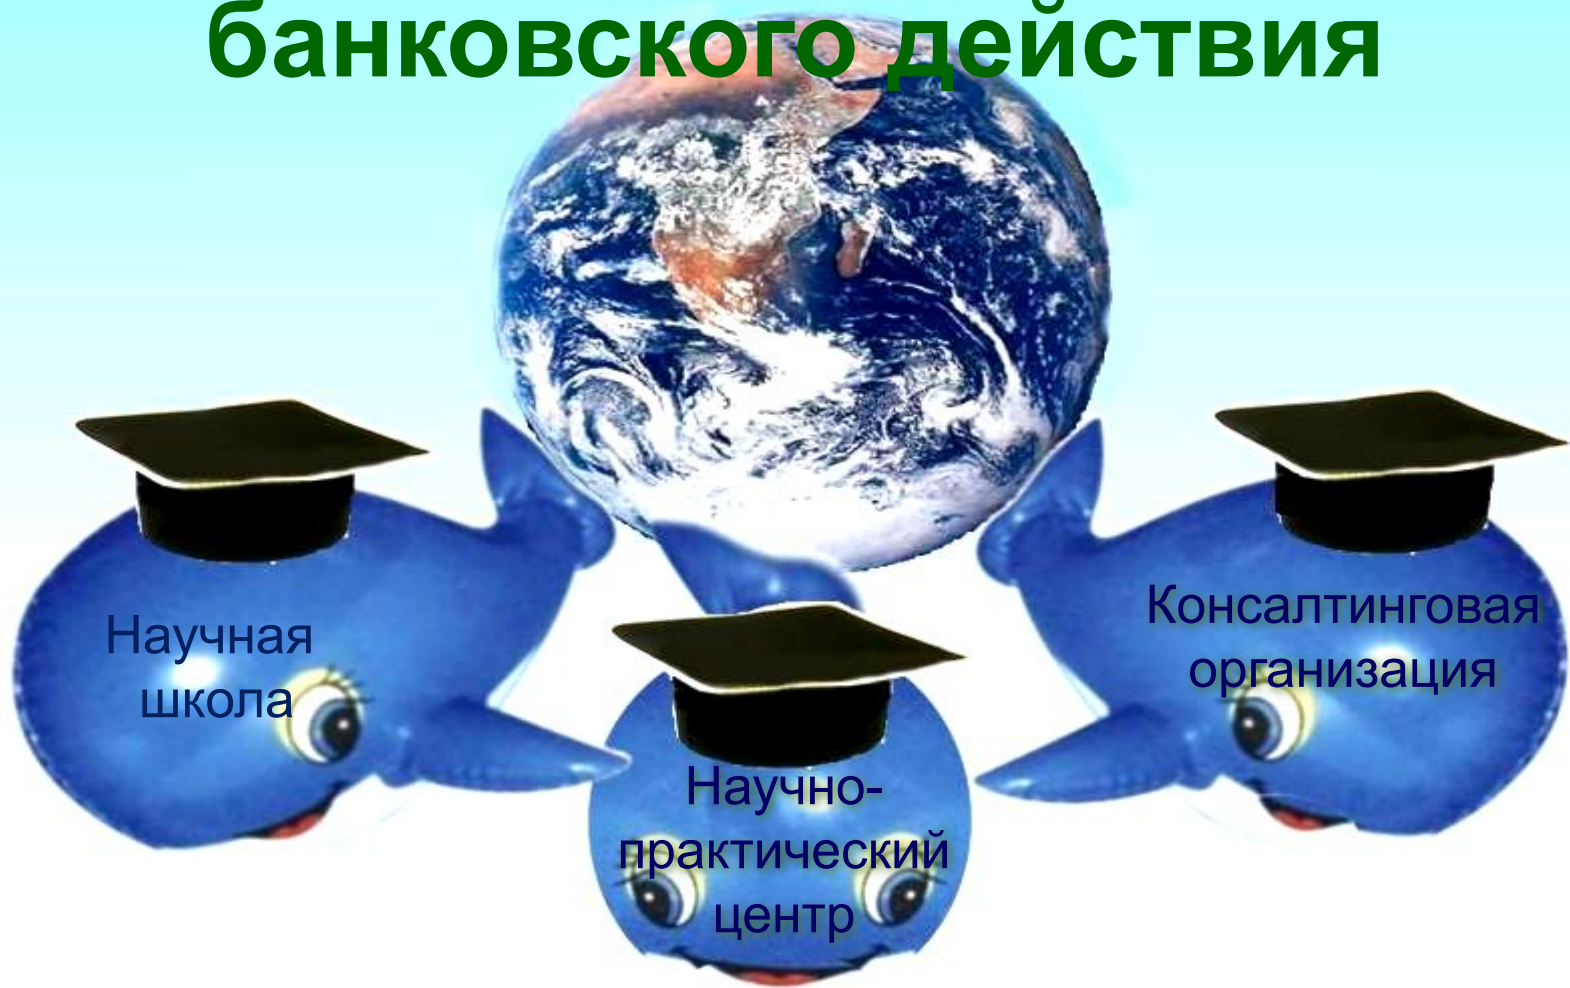 банковского действия
Научная
школа
Консалтинговая
организация
Научно-
практический
центр